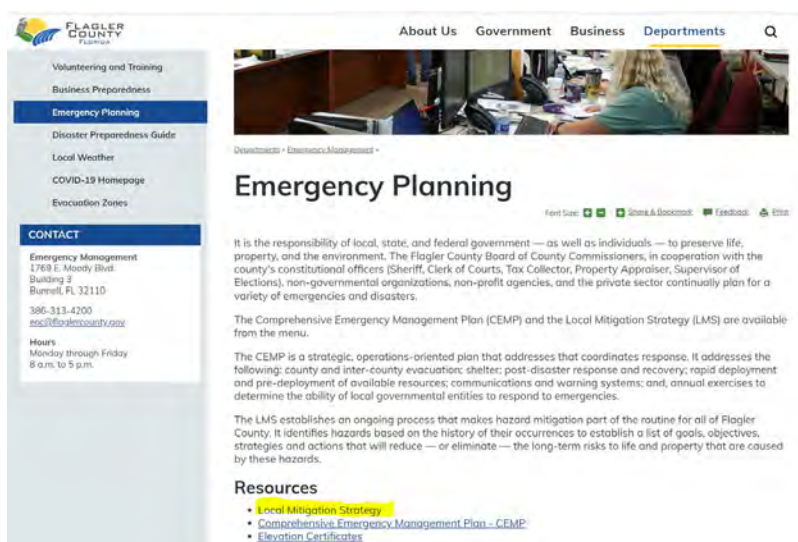 FLAGLER
COUNTY
FLORIDA
About Us Government Business Departments
Volunteering and Training
Business Preparedness
Emergency Planning
Disaster Preparedness Guide
Local Weather
COVID-19 Homepage
Evacuation Zones
CONTACT
Emergency Management
1769 E. Moody Blvd.
Building 3
Bunnell, FL 32110
386-313-4200
eoc@flaglercounty.gov
Hours
Monday through Friday
8 a.m. to 5 p.m.
Departments » Emergency Management »
Emergency Planning
Font Size: Share & Bookmark Feedback Print
It is the responsibility of local, state, and federal government — as well as individuals — to preserve life,
property, and the environment. The Flagler County Board of County Commissioners, in cooperation with the
county's constitutional officers (Sheriff, Clerk of Courts, Tax Collector, Property Appraiser, Supervisor of
Elections), non-governmental organizations, non-profit agencies, and the private sector continually plan for a
variety of emergencies and disasters.
The Comprehensive Emergency Management Plan (CEMP) and the Local Mitigation Strategy (LMS) are available
from the menu.
The CEMP is a strategic, operations-oriented plan that addresses that coordinates response. It addresses the
following: county and inter-county evacuation; shelter; post-disaster response and recovery; rapid deployment
and pre-deployment of available resources; communications and warning systems; and, annual exercises to
determine the ability of local governmental entities to respond to emergencies.
The LMS establishes an ongoing process that makes hazard mitigation part of the routine for all of Flagler
County. It identifies hazards based on the history of their occurrences to establish a list of goals, objectives,
strategies and actions that will reduce — or eliminate — the long-term risks to life and property that are caused
by these hazards.
Resources
• Local Mitigation Strategy
• Comprehensive Emergency Management Plan - CEMP
• Elevation Certificates